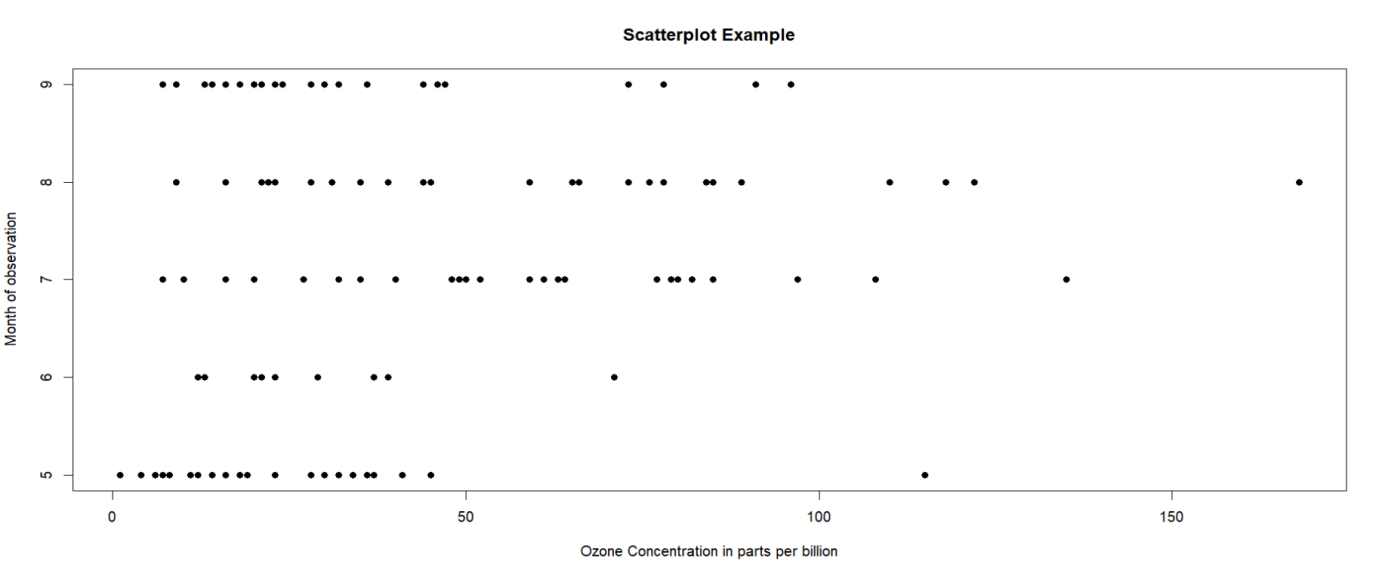 Scatterplot Example
Month of observation
9
8
7
6
5
0 50 100 150
Ozone Concentration in parts per billion